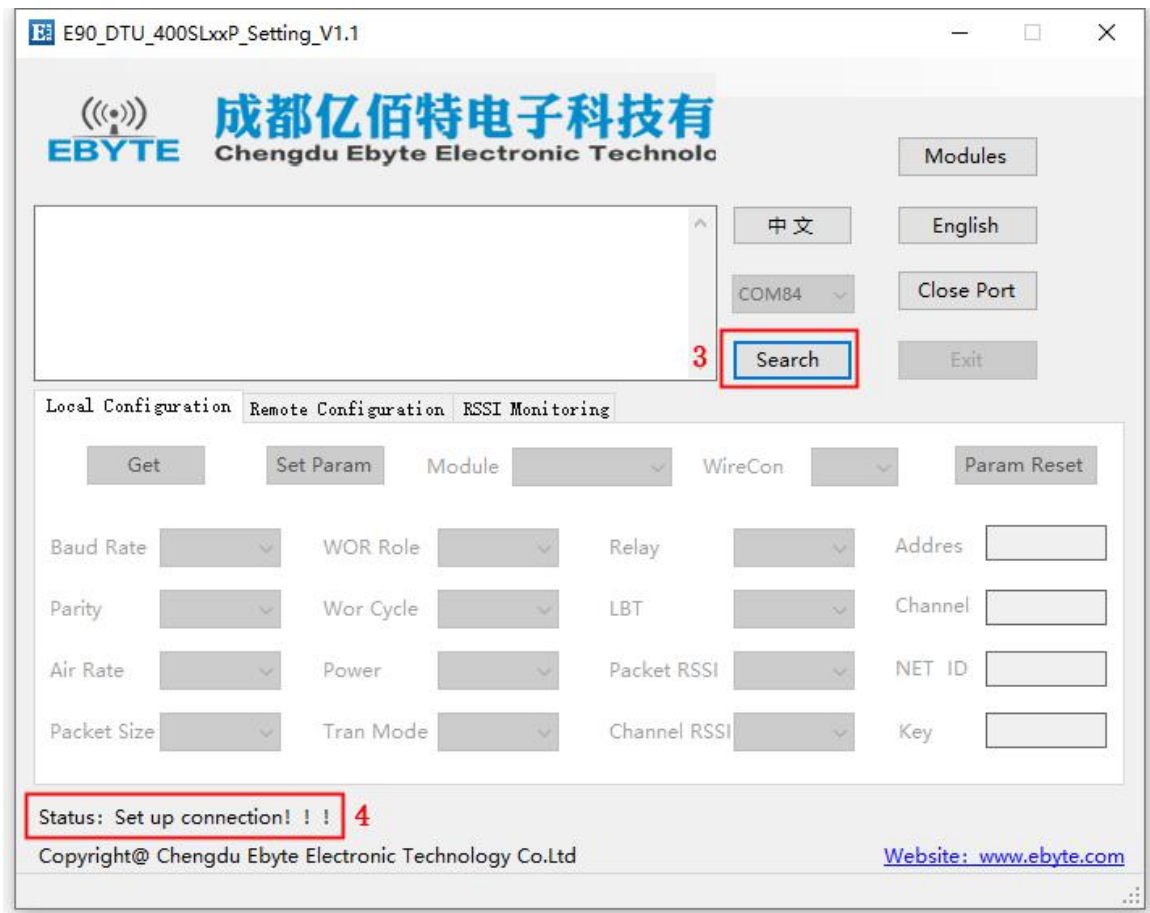 E90_DTU_400SLxxP_Setting_V1.1
EBYTE
成都亿佰特电子科技有
Chengdu Ebyte Electronic Technolo
Modules
中文
English
COM84
Close Port
3
Search
Exit
Local Configuration Remote Configuration RSSI Monitoring
Get Set Param Module WireCon Param Reset
Baud Rate WOR Role Relay Addres
Parity Wor Cycle LBT Channel
Air Rate Power Packet RSSI NET ID
Packet Size Tran Mode Channel RSSI Key
Status: Set up connection! ! ! 4
Copyright@ Chengdu Ebyte Electronic Technology Co.Ltd Website: www.ebyte.com